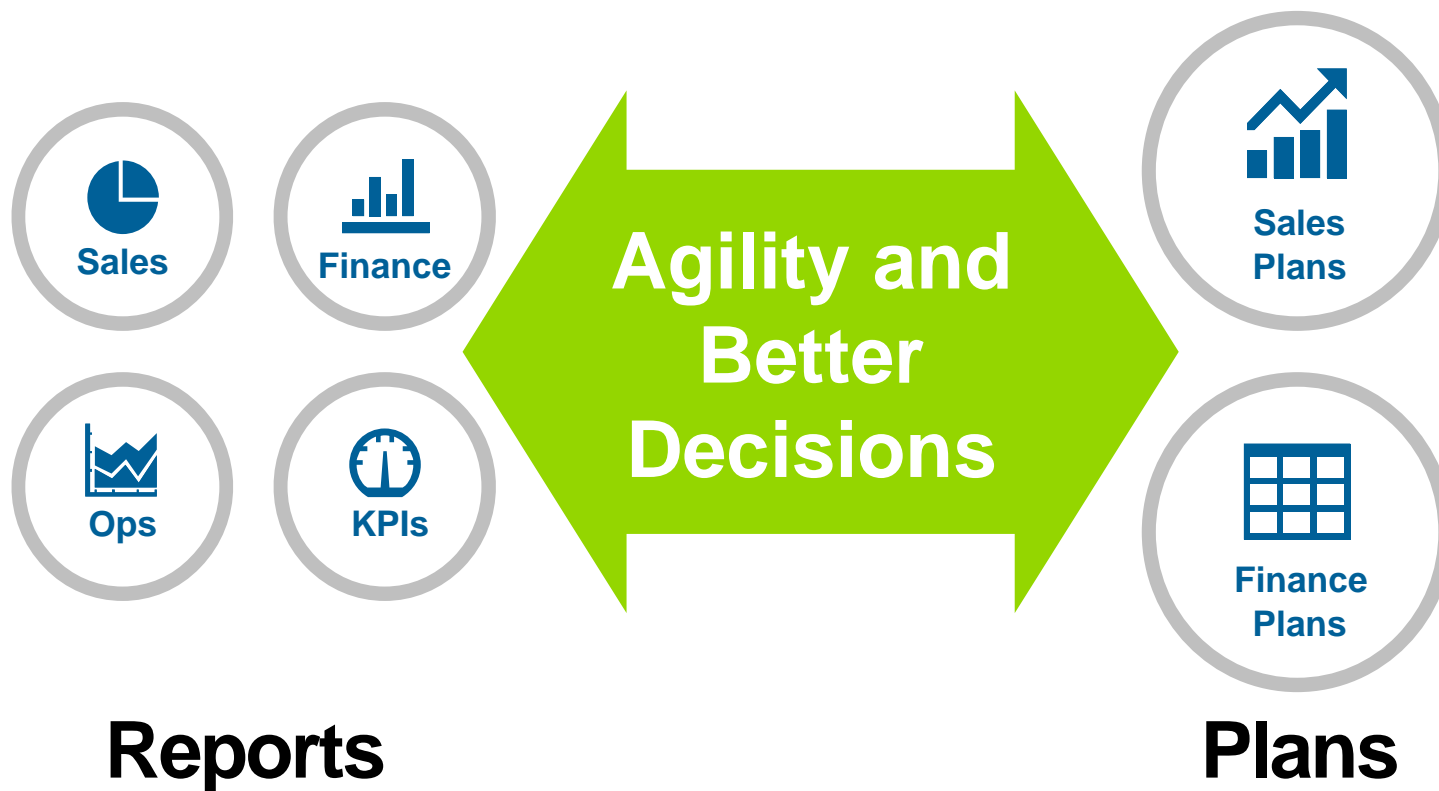 Sales
Finance
Ops
KPIs
Agility and
Better
Decisions
Sales
Plans
Finance
Plans
Reports
Plans